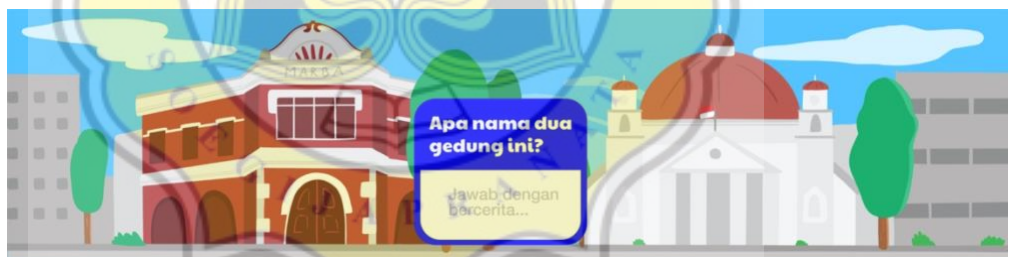 MARBA
Apa nama dua
gedung ini?
Jawab dengan
bercerita...